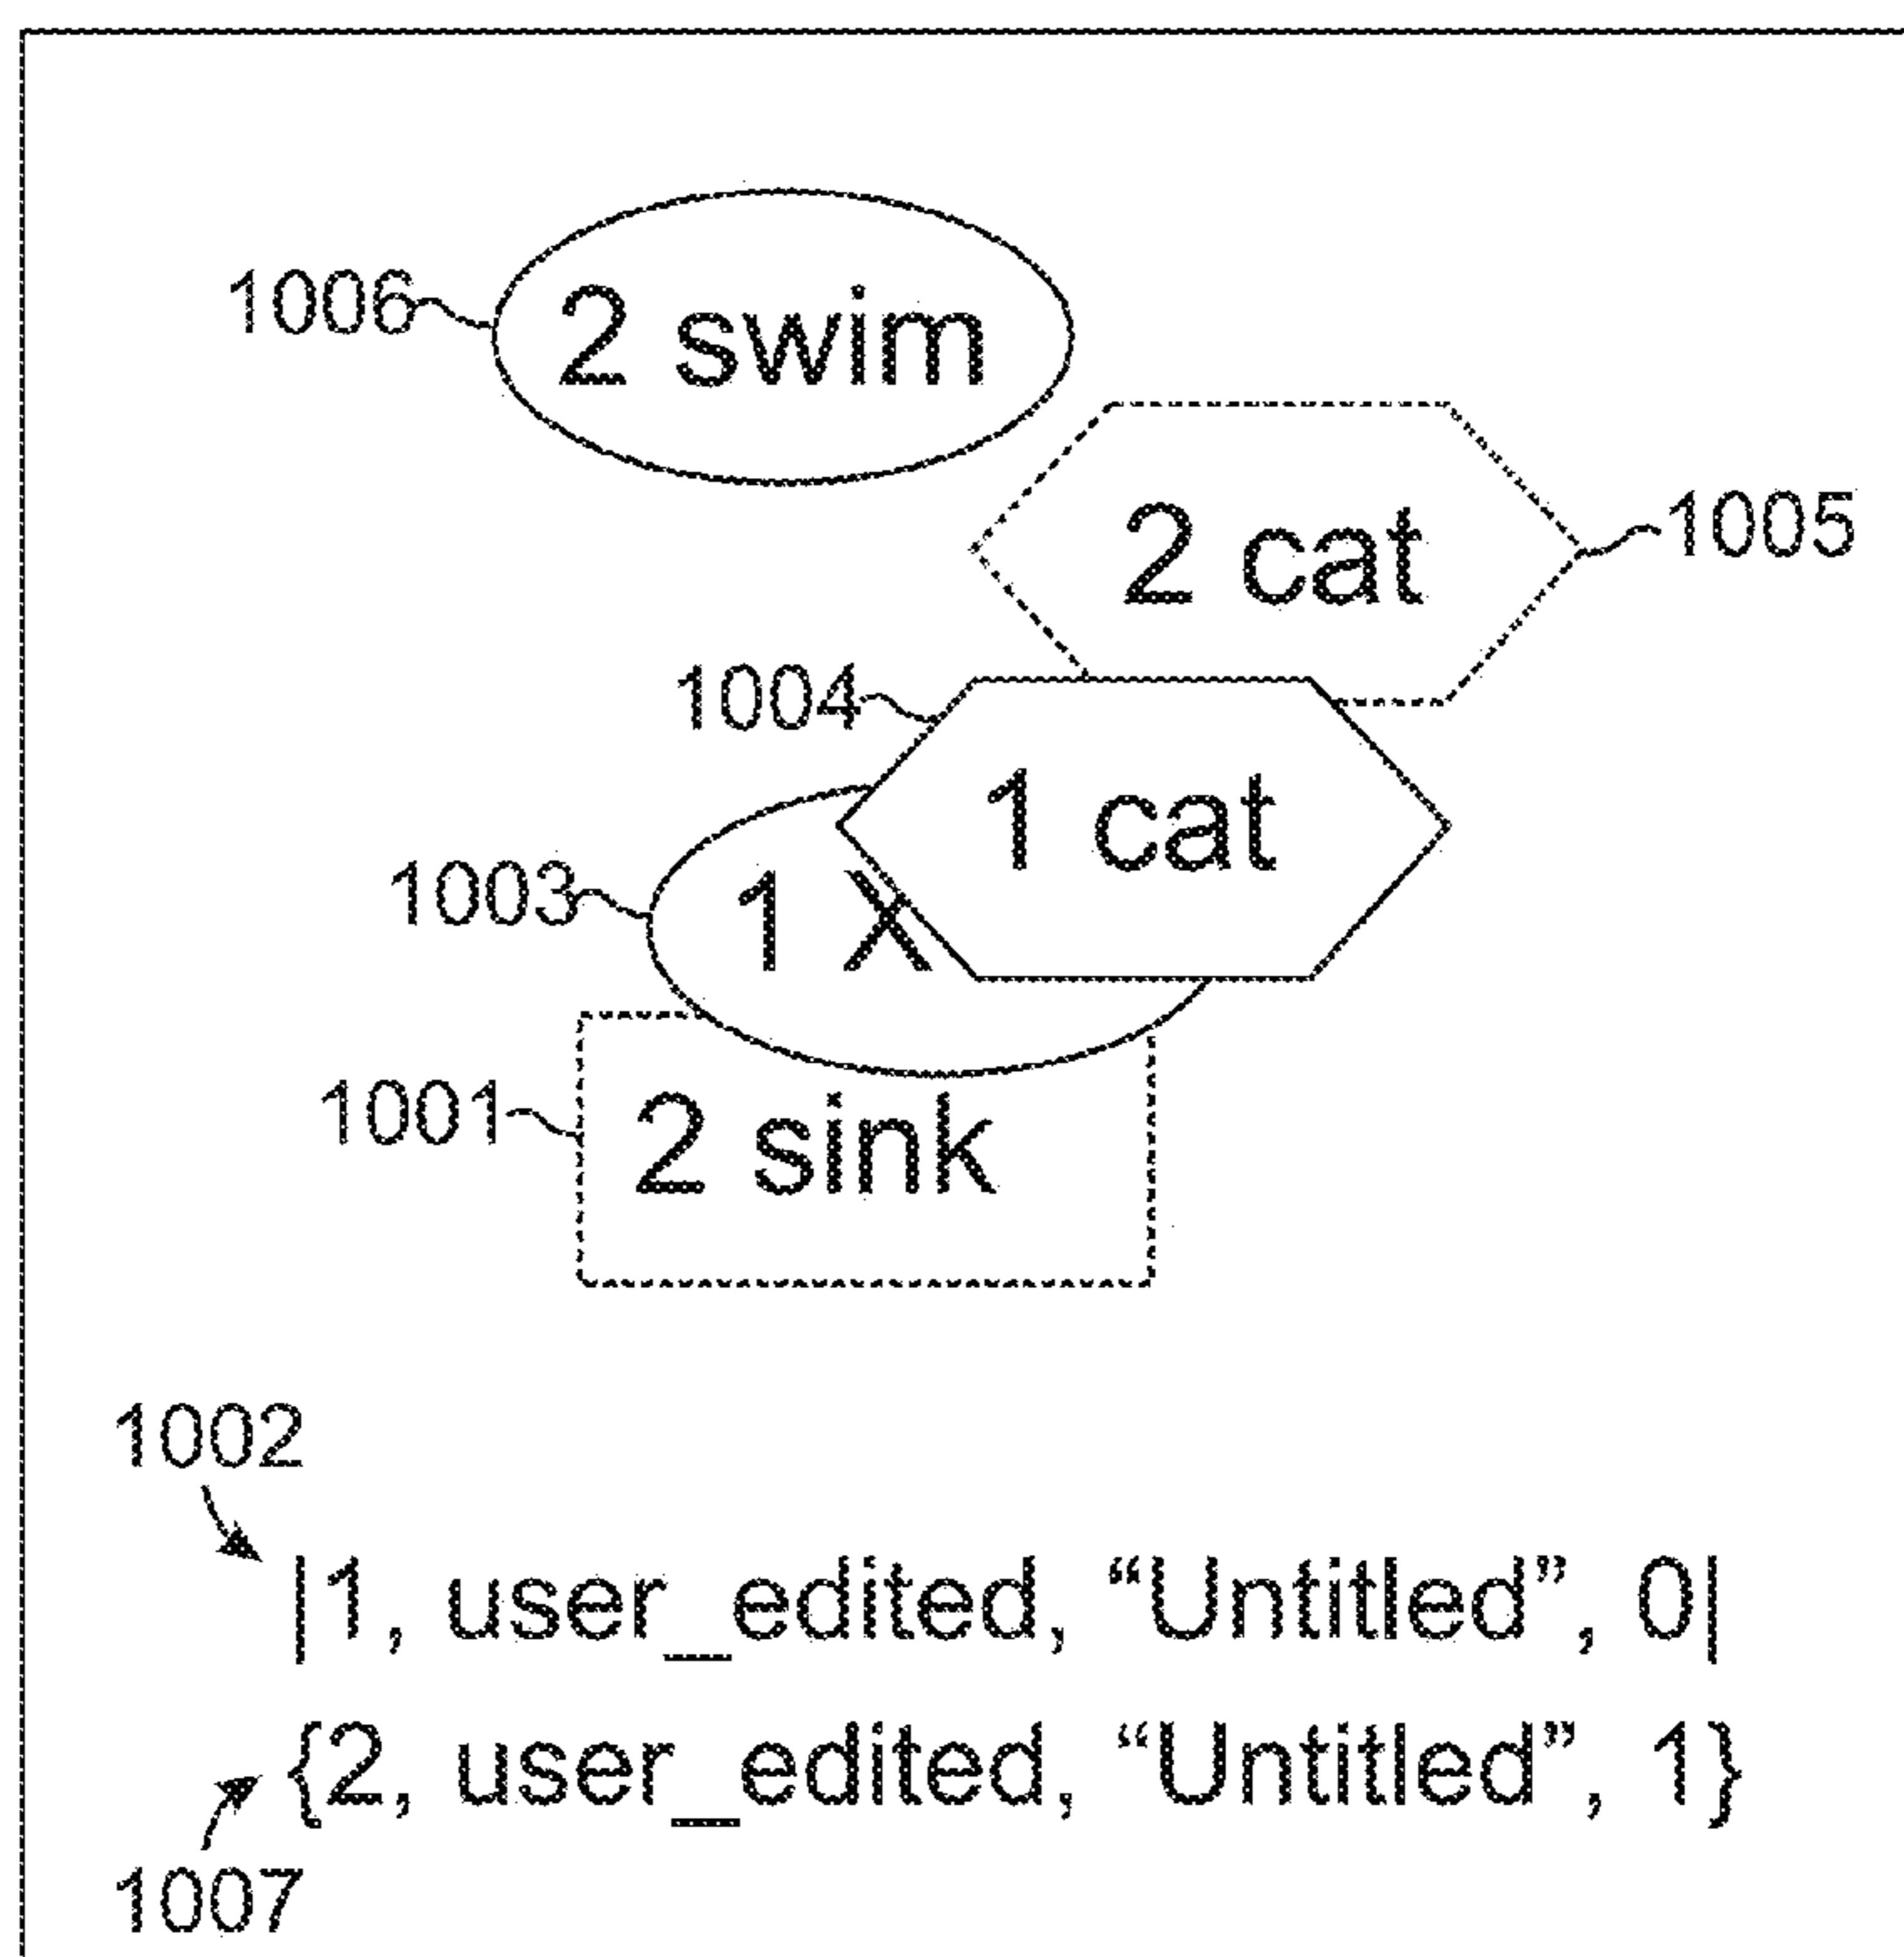 1006 2 swim
2 cat 1005
1004
1 cat
1003 1 X
1001 2 sink
1002
|1, user_edited, “Untitled”, 0|
{2, user_edited, “Untitled”, 1}
1007